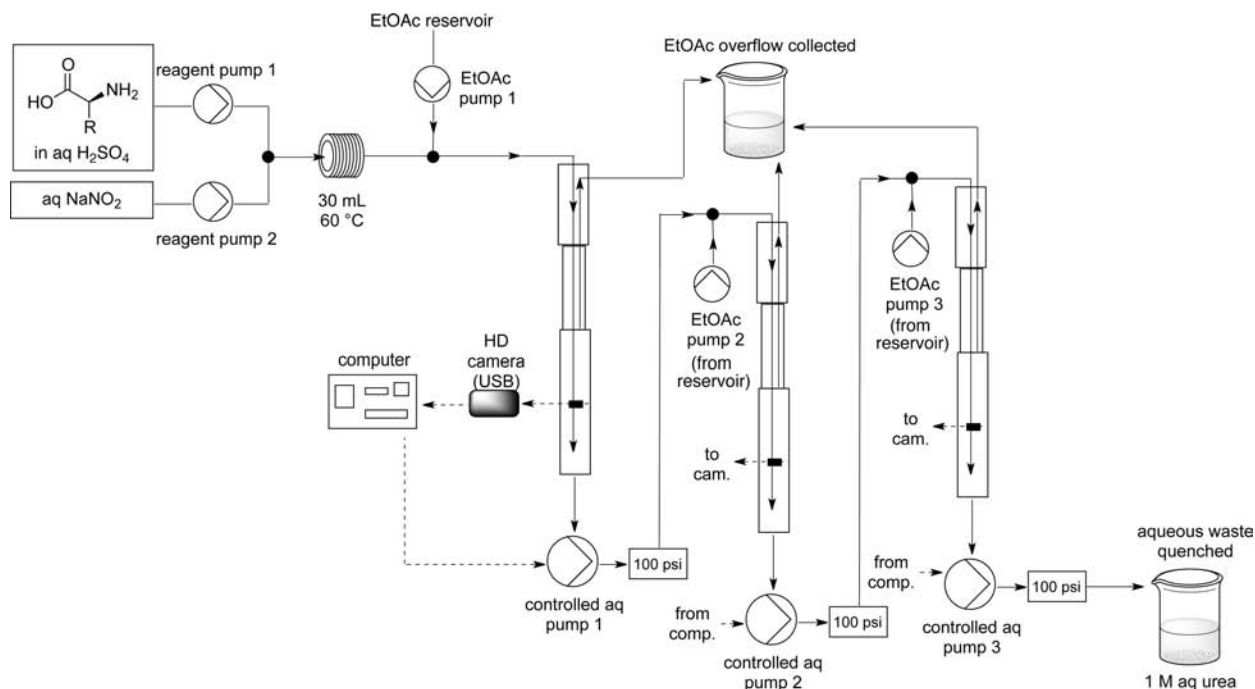 EtOAc reservoir
EtOAc overflow collected
reagent pump 1
EtOAc
pump 1
O
HO
NH2
R
in aq H2SO4
aq NaNO2
30 mL
60 °C
reagent pump 2
EtOAc
pump 2
(from
reservoir)
EtOAc
pump 3
(from
reservoir)
computer
HD
camera
(USB)
to
cam.
to
cam.
100 psi
controlled aq
pump 1
from
comp.
100 psi
controlled aq
pump 2
from
comp.
100 psi
controlled aq
pump 3
aqueous waste
quenched
1 M aq urea